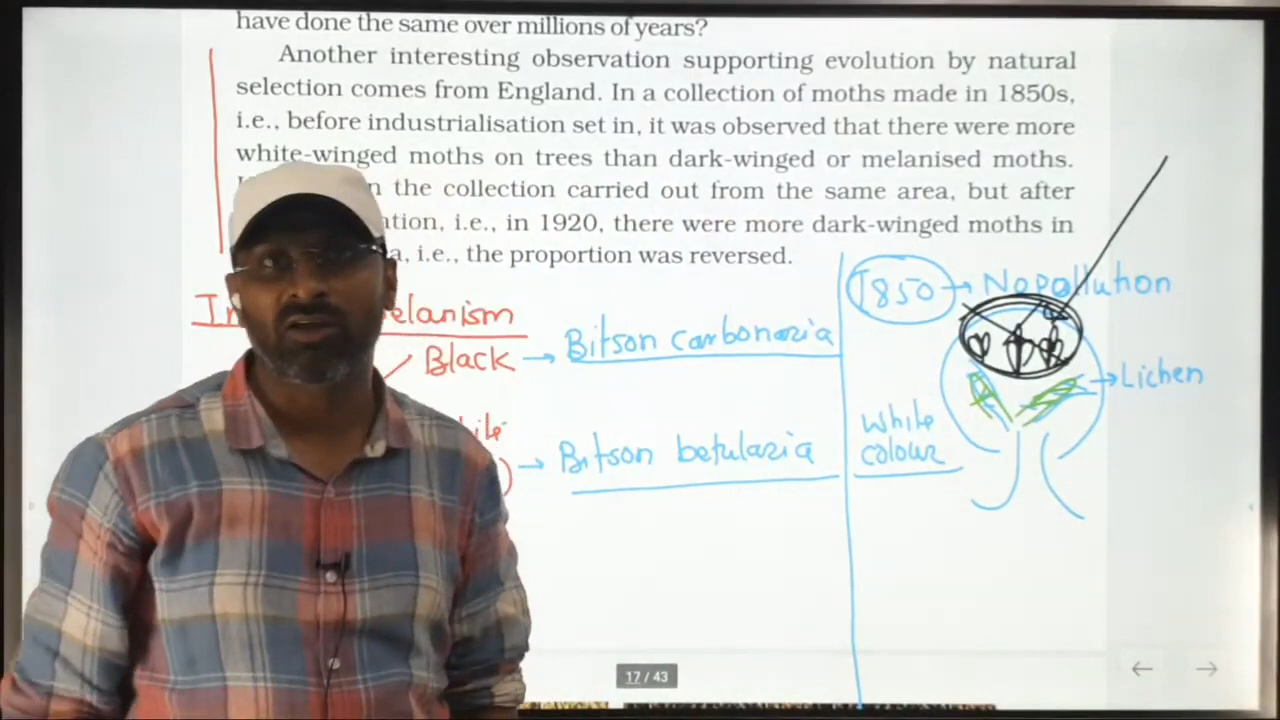 have done the same over millions of years?
Another interesting observation supporting evolution by natural
selection comes from England. In a collection of moths made in 1850s,
i.e., before industrialisation set in, it was observed that there were more
white-winged moths on trees than dark-winged or melanised moths.
the collection carried out from the same area, but after
i.e., in 1920, there were more dark-winged moths in
i.e., the proportion was reversed.
1850 → No pollution
elanism
Black → Bitson carbonaria
Lichen
White
colour
→ Bitson betularia
17 / 43